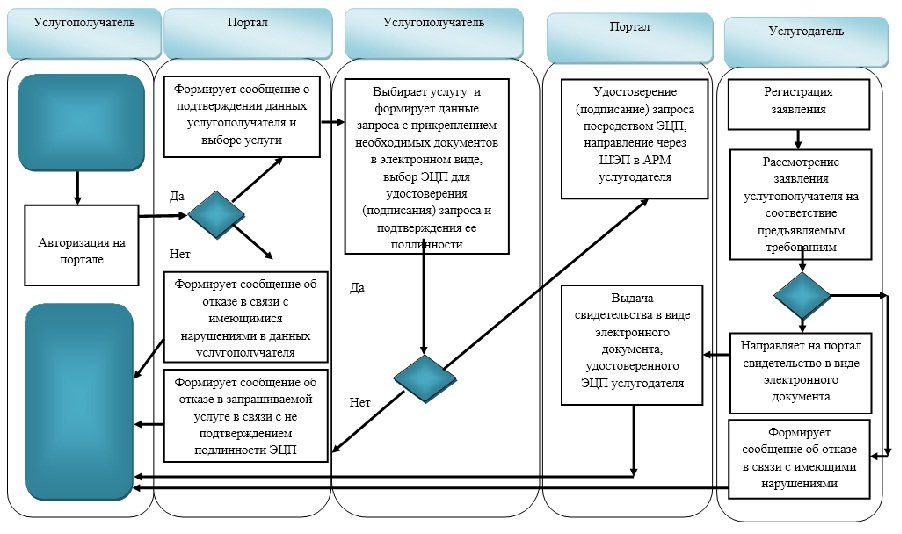 Услугополучатель
Портал
Услугополучатель
Портал
Услугодатель
Авторизация на
портале
Формирует сообщение о
подтверждении данных
услугополучателя и
выборе услуги
Да
Нет
Формирует сообщение об
отказе в связи с
имеющимися
нарушениями в данных
услугополучателя
Формирует сообщение об
отказе в запрашиваемой
услуге в связи с не
подтверждением
подлинности ЭЦП
Выбирает услугу и
формирует данные
запроса с прикреплением
необходимых документов
в электронном виде,
выбор ЭЦП для
удостоверения
(подписания) запроса и
подтверждения ее
подлинности
Да
Нет
Удостоверение
(подписание) запроса
посредством ЭЦП,
направление через
ШЭП в АРМ
услугодателя
Выдача
свидетельства в виде
электронного
документа,
удостоверенного
ЭЦП услугодателя
Регистрация
заявления
Рассмотрение
заявления
услугополучателя на
соответствие
предъявляемым
требованиям
Направляет на портал
свидетельство в виде
электронного
документа
Формирует
сообщение об отказе
в связи с имеющими
нарушениями